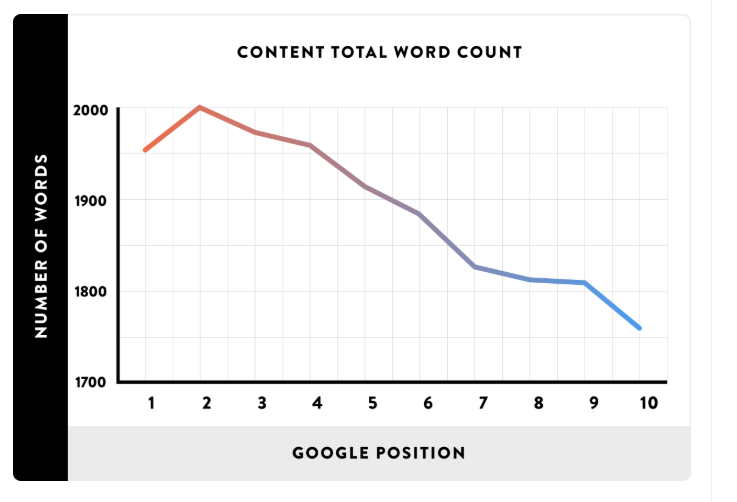 CONTENT TOTAL WORD COUNT
NUMBER OF WORDS
2000
1900
1800
1700
1 2 3 4 5 6 7 8 9 10
GOOGLE POSITION